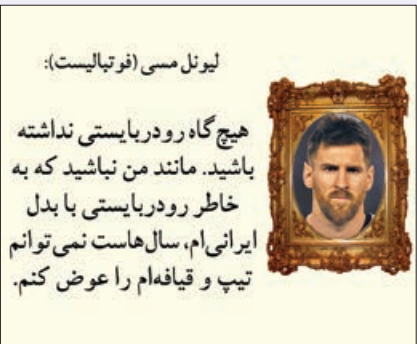 لیونل مسی (فوتبالیست):
هیچ‌گاه رودربایستی نداشته
باشید. مانند من نباشید که به
خاطر رودربایستی با بدل
ایرانی‌ام، سال‌هاست نمی‌توانم
تیپ و قیافه‌ام را عوض کنم.